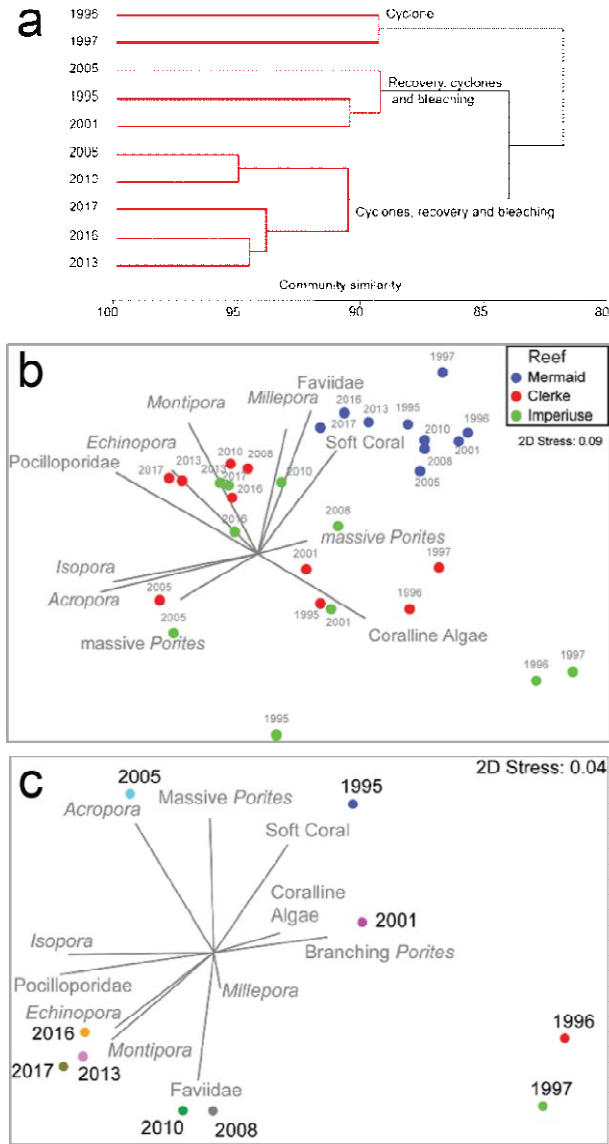 a
1996
Cyclone
1997
2005
Recovery, cyclones
and bleaching
1995
2001
2008
2010
2017
Cyclones, recovery and bleaching
2016
2013
Community similarity
100
95
90
85
80
b
Reef
Mermaid
Clerke
Imperiuse
2D Stress: 0.09
1997
Faviidae
Millepora
Montipora
2016
2017
2013
1995
1996
2010
2001
2008
2005
Soft Coral
Echinopora
Pocilloporidae
2017
2013
2010
2008
2013
2017
2016
2010
2016
2008
massive Porites
Isopora
Acropora
2001
1997
2005
1995
2001
1996
2005
massive Porites
Coralline Algae
1996
1997
1995
c
2D Stress: 0.04
2005
Massive Porites
1995
Acropora
Soft Coral
Coralline
Algae
2001
Isopora
Branching Porites
Pocilloporidae
Millepora
Echinopora
2016
1996
Montipora
2017
2013
Faviidae
1997
2010
2008